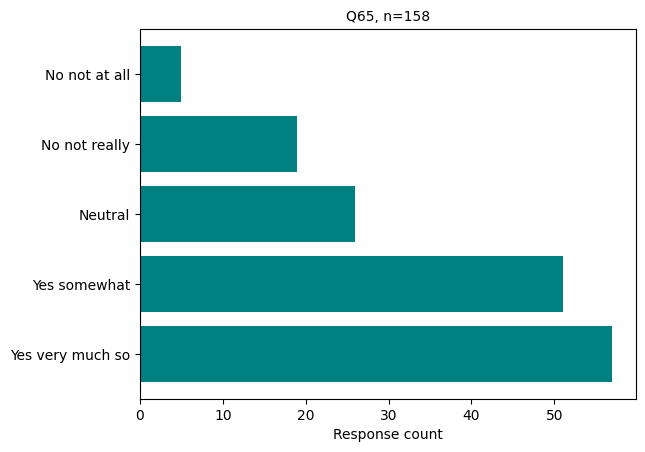 Q65, n=158
No not at all
No not really
Neutral
Yes somewhat
Yes very much so
0 10 20 30 40 50
Response count